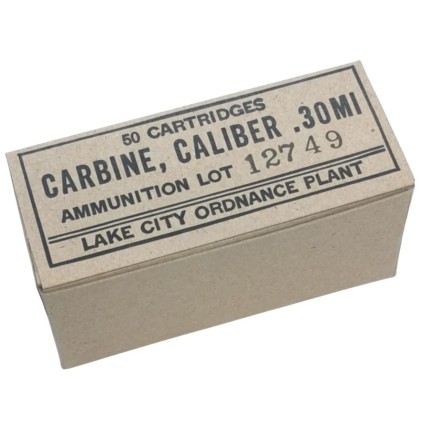 50 CARTRIDGES
CARBINE, CALIBER .30MI
AMMUNITION LOT 12749
LAKE CITY ORDNANCE PLANT